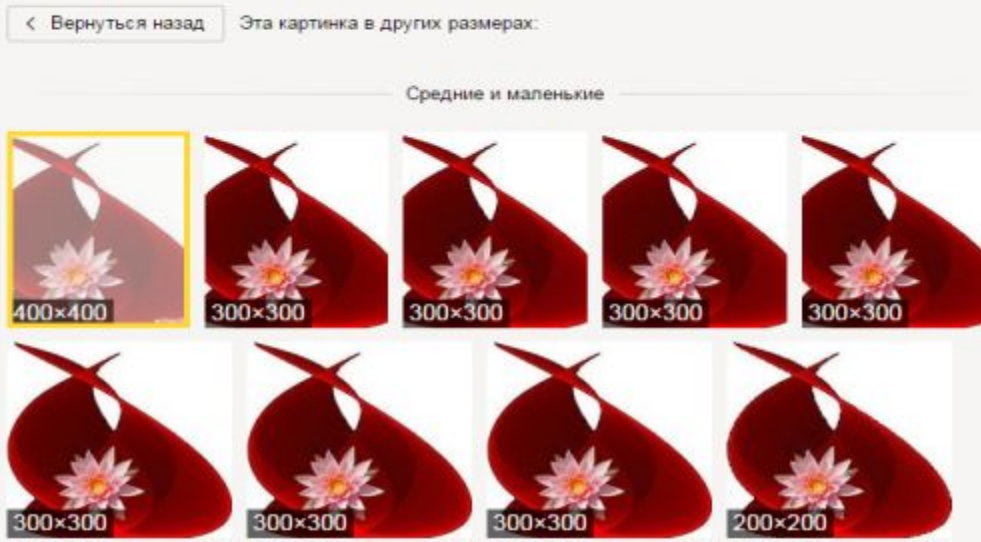 < Вернуться назад Эта картинка в других размерах:
Средние и маленькие
400×400 300×300 300×300 300×300 300×300
300×300 300×300 300×300 200×200